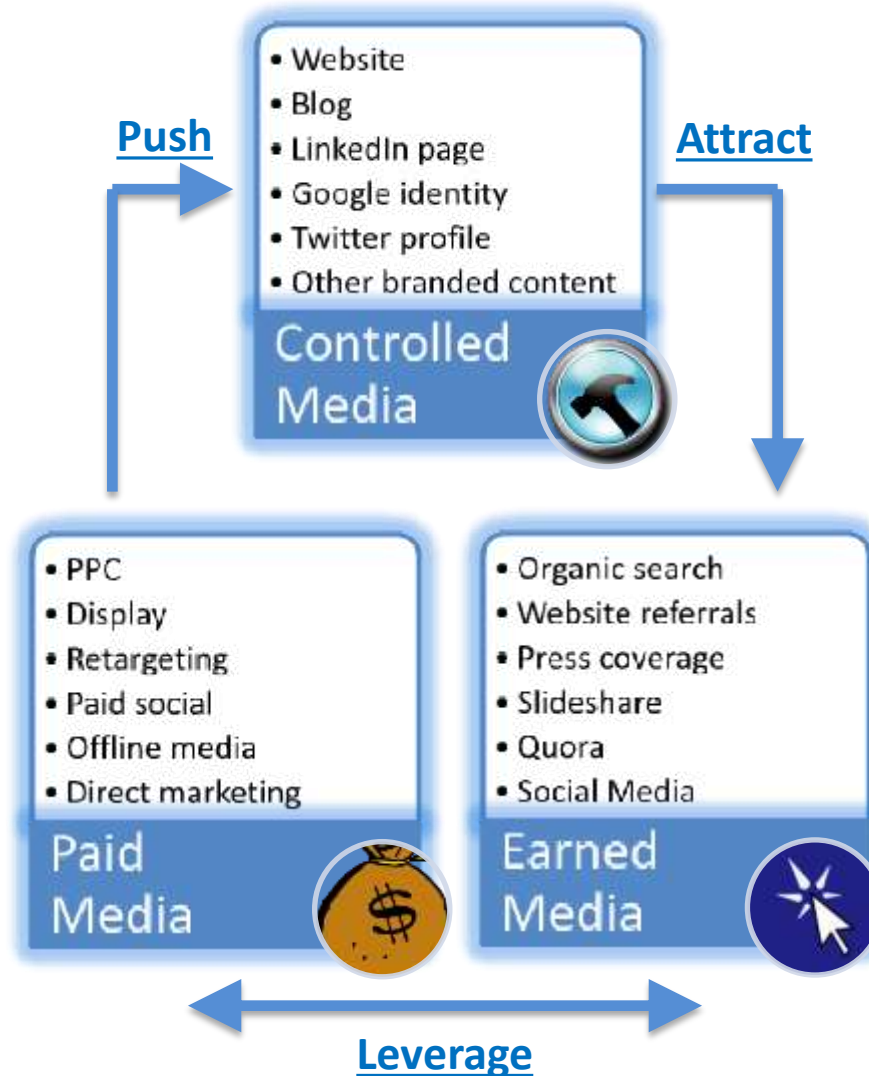 Push
Attract
• Website
• Blog
• LinkedIn page
• Google identity
• Twitter profile
• Other branded content
Controlled
Media
• PPC
• Display
• Retargeting
• Paid social
• Offline media
• Direct marketing
Paid
Media
$
• Organic search
• Website referrals
• Press coverage
• Slideshare
• Quora
• Social Media
Earned
Media
Leverage